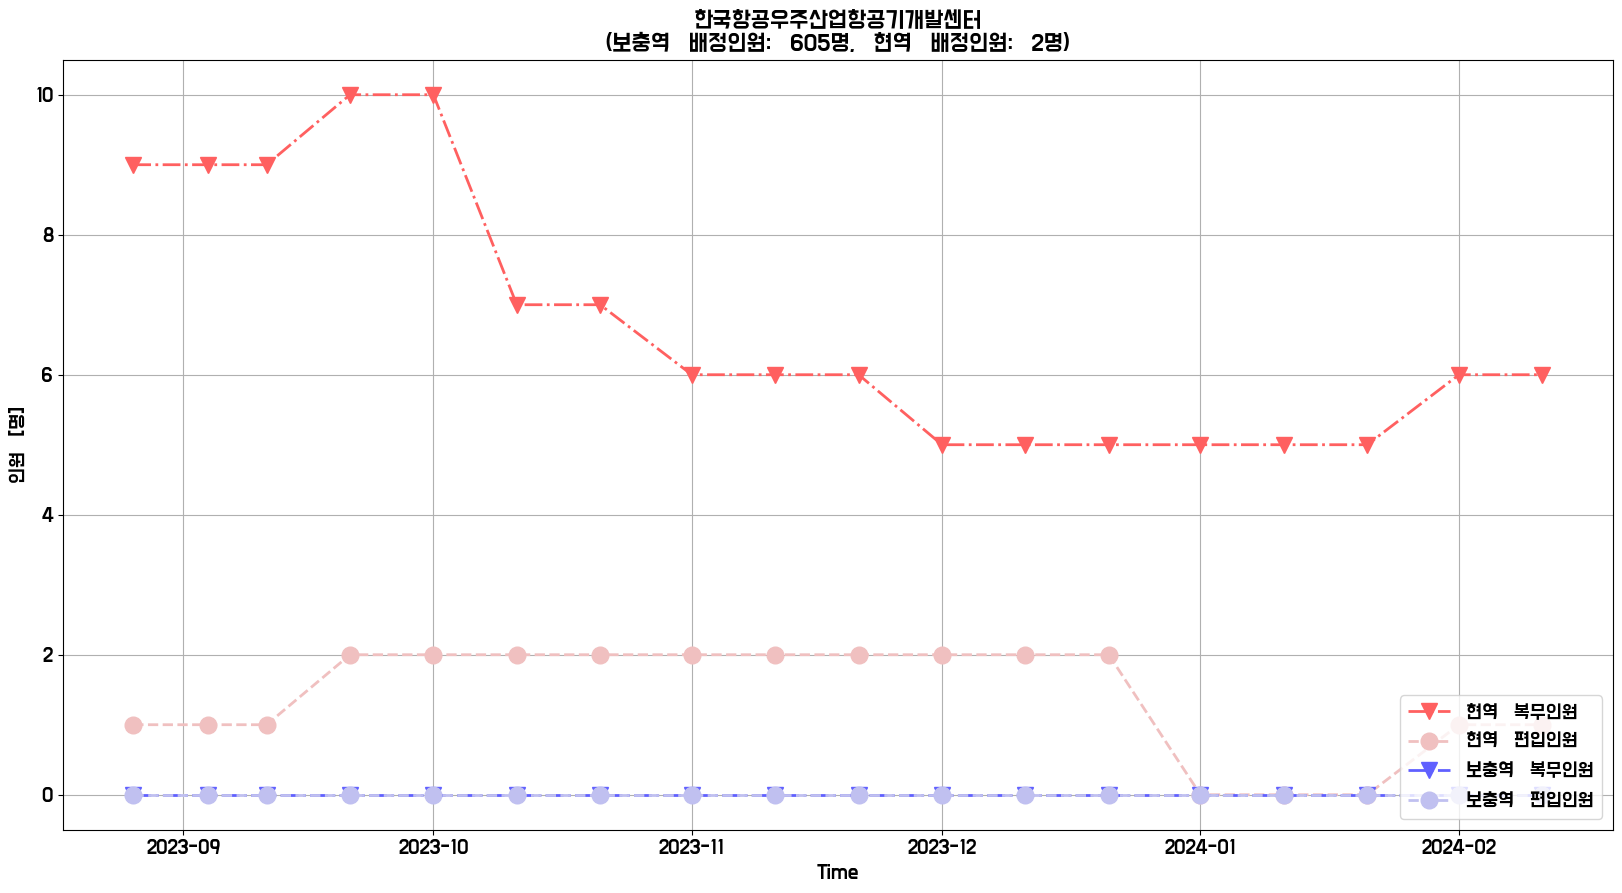 한국항공우주산업항공기개발센터
(보충역 배정인원: 605명, 현역 배정인원: 2명)
인원 [명]
10
8
6
4
2
0
현역 복무인원
현역 편입인원
보충역 복무인원
보충역 편입인원
2023-09 2023-10 2023-11 2023-12 2024-01 2024-02
Time